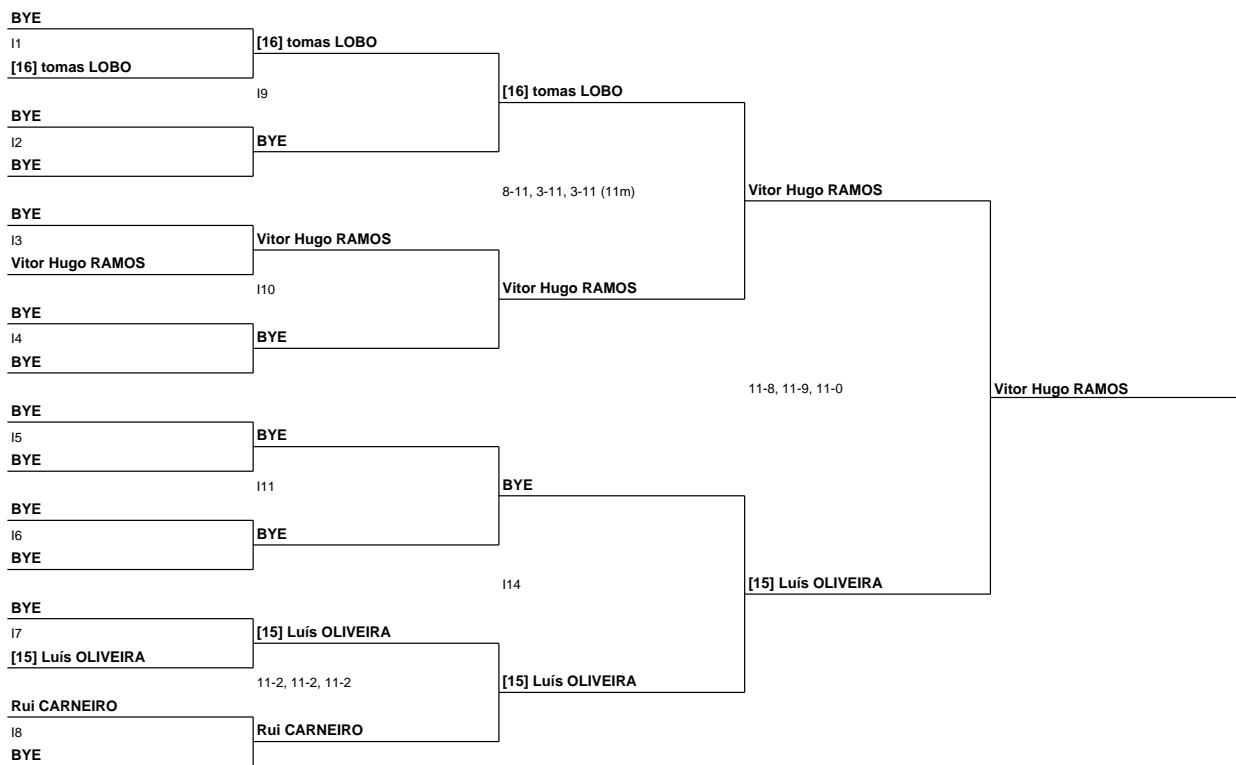 BYE
I1
[16] tomas LOBO
BYE
I2
BYE
BYE
I3
Vitor Hugo RAMOS
BYE
I4
BYE
BYE
I5
BYE
BYE
I6
BYE
BYE
I7
[15] Luís OLIVEIRA
Rui CARNEIRO
I8
BYE
[16] tomas LOBO
I9
BYE
Vitor Hugo RAMOS
I10
BYE
BYE
I11
BYE
[15] Luís OLIVEIRA
11-2, 11-2, 11-2
Rui CARNEIRO
[16] tomas LOBO
8-11, 3-11, 3-11 (11m)
Vitor Hugo RAMOS
BYE
I14
[15] Luís OLIVEIRA
Vitor Hugo RAMOS
11-8, 11-9, 11-0
[15] Luís OLIVEIRA
Vitor Hugo RAMOS